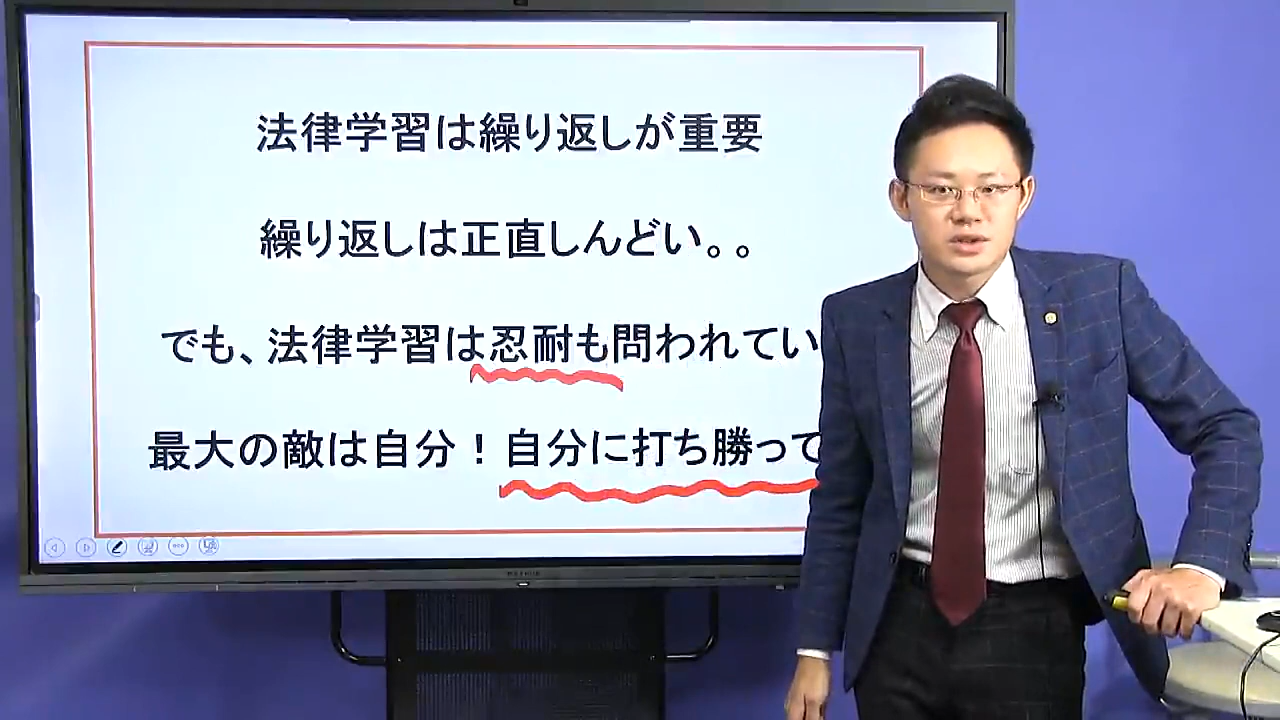 法律学習は繰り返しが重要
繰り返しは正直しんどい。。
でも、法律学習は忍耐も問われてい
最大の敵は自分！自分に打ち勝って